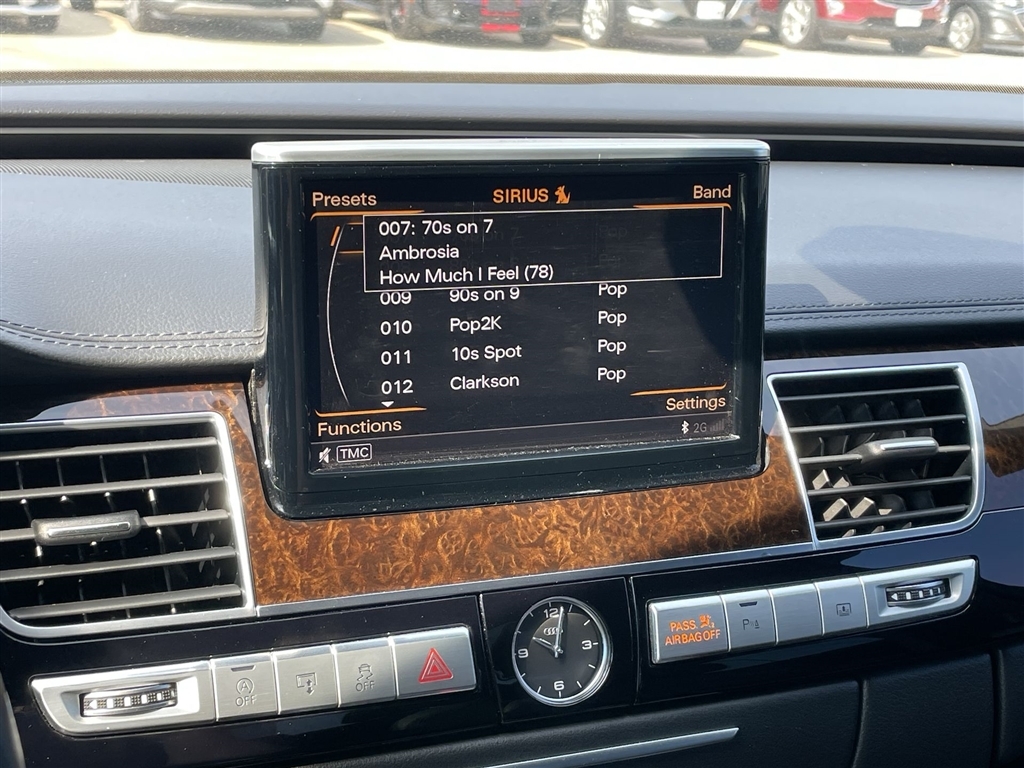 Presets SIRIUS Band
007: 70s on 7
Ambrosia
How Much I Feel (78)
009 90s on 9 Pop
010 Pop2K Pop
011 10s Spot Pop
012 Clarkson Pop
Functions Settings
TMC 2G
12
3
6
9
Audi
OFF
OFF
PASS.
AIRBAG OFF
P